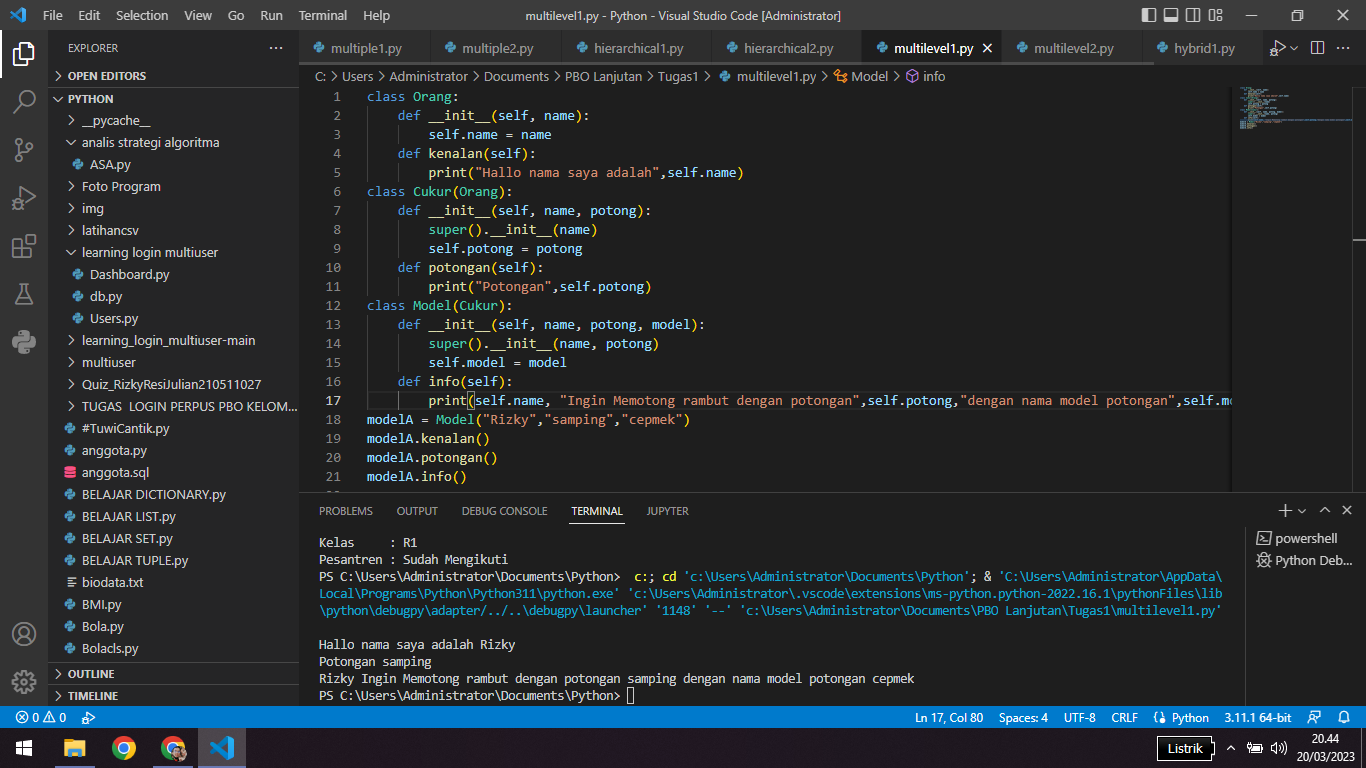 File Edit Selection View Go Run Terminal Help multilevel1.py - Python - Visual Studio Code [Administrator]
EXPLORER
OPEN EDITORS
PYTHON
__pycache__
analis strategi algoritma
ASA.py
Foto Program
img
latihancsv
learning login multiuser
Dashboard.py
db.py
Users.py
learning_login_multiuser-main
multiuser
Quiz_RizkyResiJulian210511027
TUGAS LOGIN PERPUS PBO KELOM...
#TuwiCantik.py
anggota.py
anggota.sql
BELAJAR DICTIONARY.py
BELAJAR LIST.py
BELAJAR SET.py
BELAJAR TUPLE.py
biodata.txt
BMI.py
Bola.py
Bolacls.py
OUTLINE
TIMELINE
multiple1.py multiple2.py hierarchical1.py hierarchical2.py multilevel1.py multilevel2.py hybrid1.py
C: > Users > Administrator > Documents > PBO Lanjutan > Tugas1 > multilevel1.py > Model > info
1 class Orang:
2 def __init__(self, name):
3 self.name = name
4 def kenalan(self):
5 print("Hallo nama saya adalah",self.name)
6 class Cukur(Orang):
7 def __init__(self, name, potong):
8 super().__init__(name)
9 self.potong = potong
10 def potongan(self):
11 print("Potongan",self.potong)
12 class Model(Cukur):
13 def __init__(self, name, potong, model):
14 super().__init__(name, potong)
15 self.model = model
16 def info(self):
17 print(self.name, "Ingin Memotong rambut dengan potongan",self.potong,"dengan nama model potongan",self.mo
18 modelA = Model("Rizky","samping","cepmek")
19 modelA.kenalan()
20 modelA.potongan()
21 modelA.info()
PROBLEMS OUTPUT DEBUG CONSOLE TERMINAL JUPYTER
Kelas : R1
Pesantren : Sudah Mengikuti
PS C:\Users\Administrator\Documents\Python> c:; cd 'c:\Users\Administrator\Documents\Python'; & 'C:\Users\Administrator\AppData\
Local\Programs\Python\Python311\python.exe' 'c:\Users\Administrator\.vscode\extensions\ms-python.python-2022.16.1\pythonFiles\lib
\python\debugpy\adapter/../..\debugpy\launcher' '1148' '--' 'c:\Users\Administrator\Documents\PBO Lanjutan\Tugas1\multilevel1.py'
Hallo nama saya adalah Rizky
Potongan samping
Rizky Ingin Memotong rambut dengan potongan samping dengan nama model potongan cepmek
PS C:\Users\Administrator\Documents\Python>
powershell
Python Deb...
0 0 Ln 17, Col 80 Spaces: 4 UTF-8 CRLF Python 3.11.1 64-bit
Listrik
20.44
20/03/2023